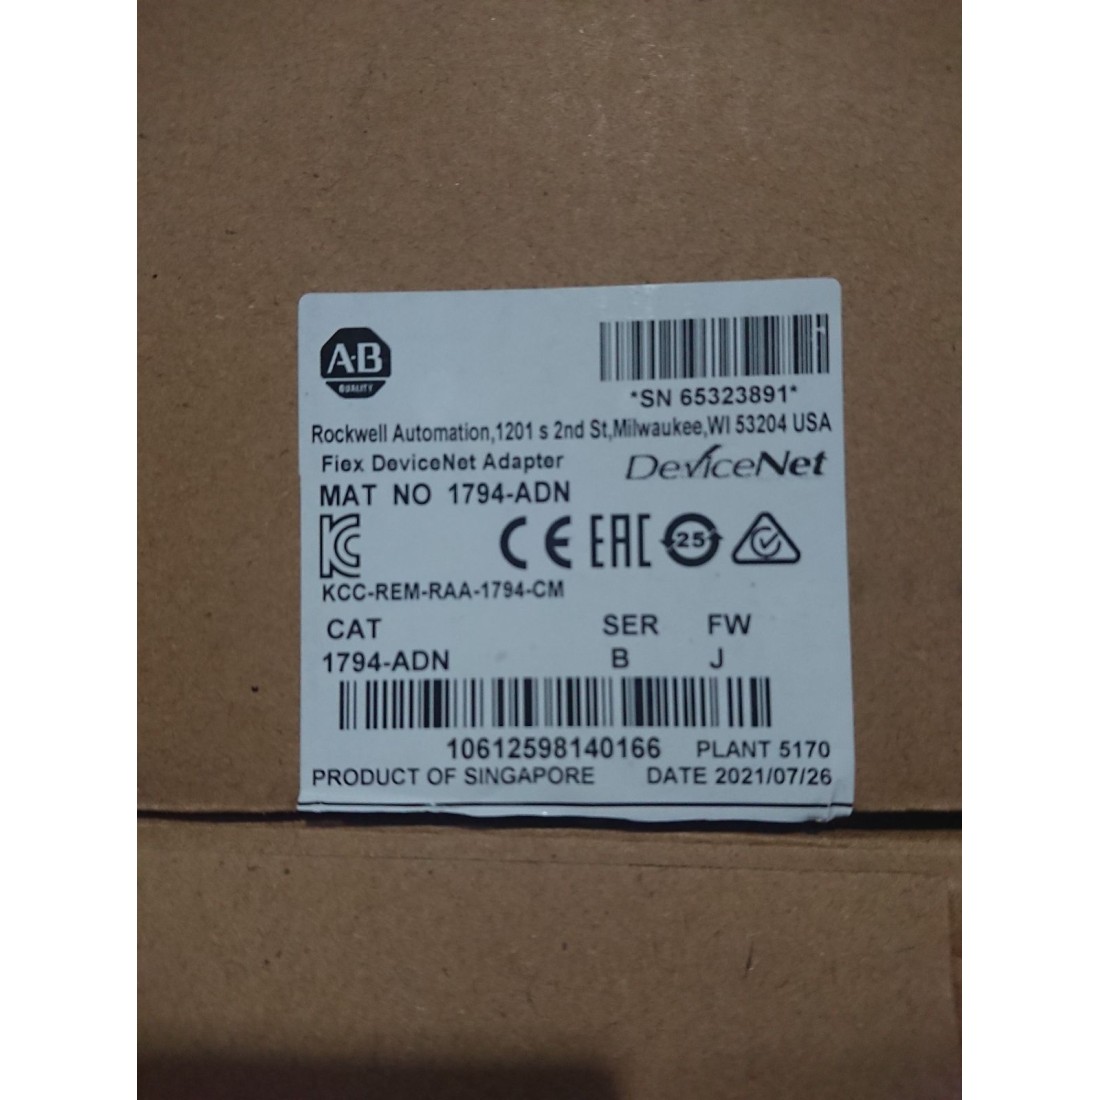 A-B
QUALITY
*SN 65323891*
Rockwell Automation,1201 s 2nd St,Milwaukee,WI 53204 USA
Fiex DeviceNet Adapter
DeviceNet
MAT NO 1794-ADN
KC
CE EAC 25
KCC-REM-RAA-1794-CM
CAT SER FW
1794-ADN B J
10612598140166 PLANT 5170
PRODUCT OF SINGAPORE DATE 2021/07/26